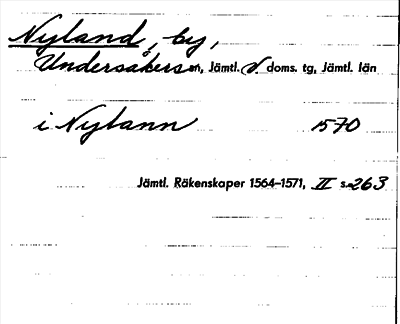 Nyland, by,
Undersåkers sn, Jämtl. V. doms. tg, Jämtl. län
i Nylann 1570
Jämtl. Räkenskaper 1564–1571, II s. 263